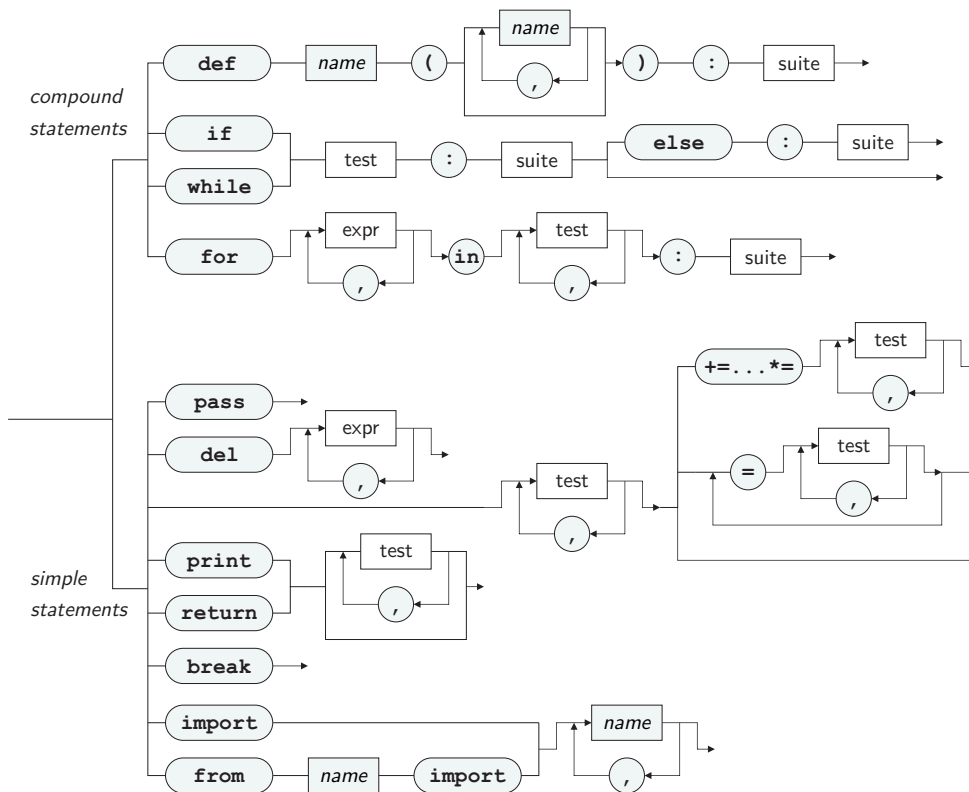 name
def name ( , ) : suite
compound
statements
if
else : suite
test : suite
while
for expr in test : suite
, ,
+=...*= test
,
pass
del expr
,
= test
,
test
,
print
test
,
simple
statements
return
break
import name
from name import ,